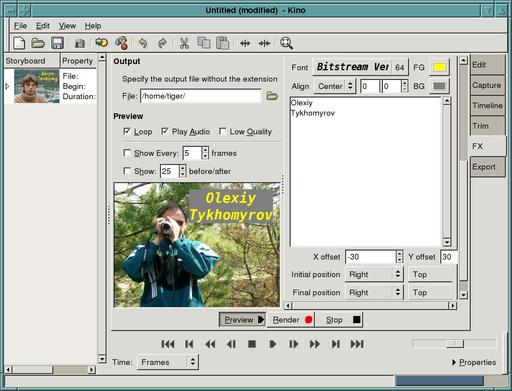 Untitled (modified) - Kino
File Edit View Help
Storyboard Property
File:
Begin:
Duration:
Output
Specify the output file without the extension
File: /home/tiger/
Preview
Loop Play Audio Low Quality
Show Every: 5 frames
Show: 25 before/after
Olexiy
Tykhomyrov
Preview Render Stop
Font Bitstream Ver 64 FG
Align Center 0 0 BG
Olexiy
Tykhomyrov
X offset -30 Y offset 30
Initial position Right Top
Final position Right Top
Edit
Capture
Timeline
Trim
FX
Export
Time: Frames
Properties